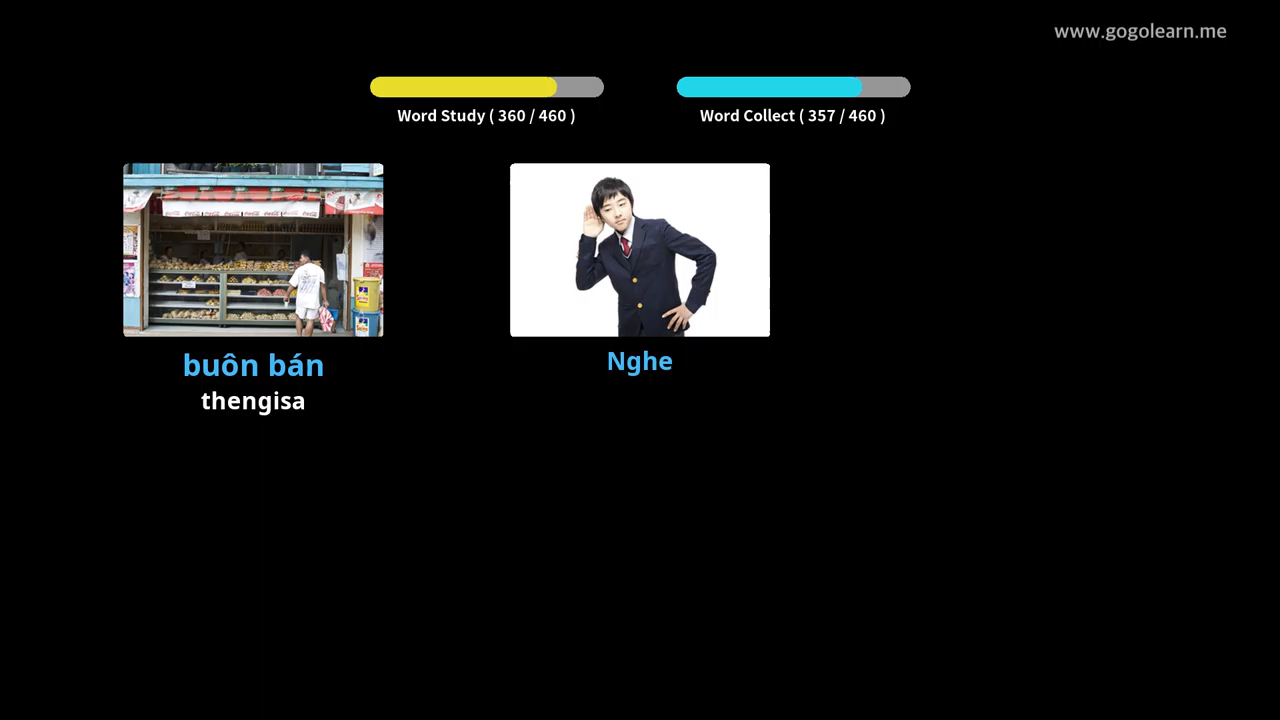 www.gogolearn.me
Word Study ( 360 / 460 )
Word Collect ( 357 / 460 )
buôn bán
thengisa
Nghe